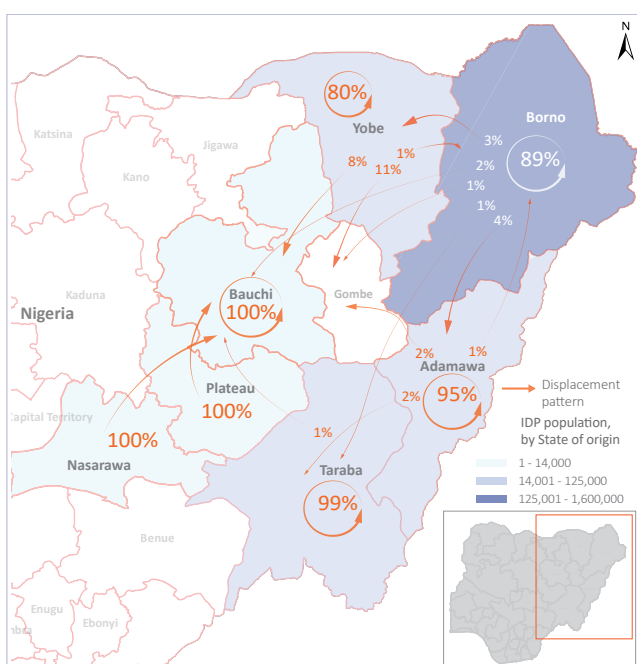 N
Katsina
Kano
Jigawa
80%
Yobe
Borno
89%
3%
2%
1%
1%
4%
1%
8%
11%
Kaduna
Nigeria
Bauchi
100%
Gombe
2%
1%
Adamawa
2%
95%
Displacement
pattern
Plateau
100%
Capital Territory
100%
Nasarawa
1%
Taraba
99%
IDP population,
by State of origin
1 - 14,000
14,001 - 125,000
125,001 - 1,600,000
Benue
Enugu
Ebonyi